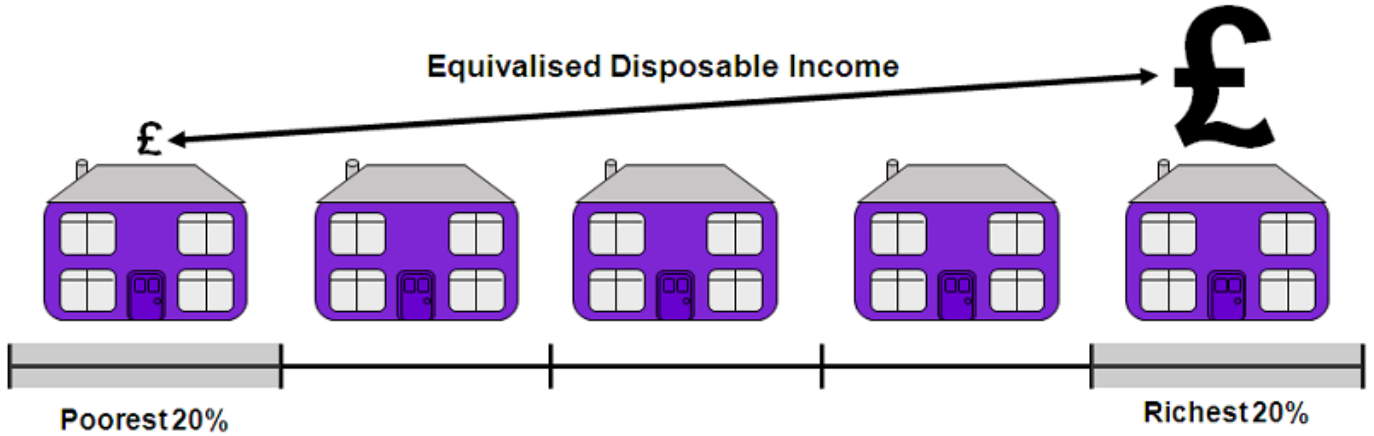 Equivalised Disposable Income
£
£
Poorest 20%
Richest 20%